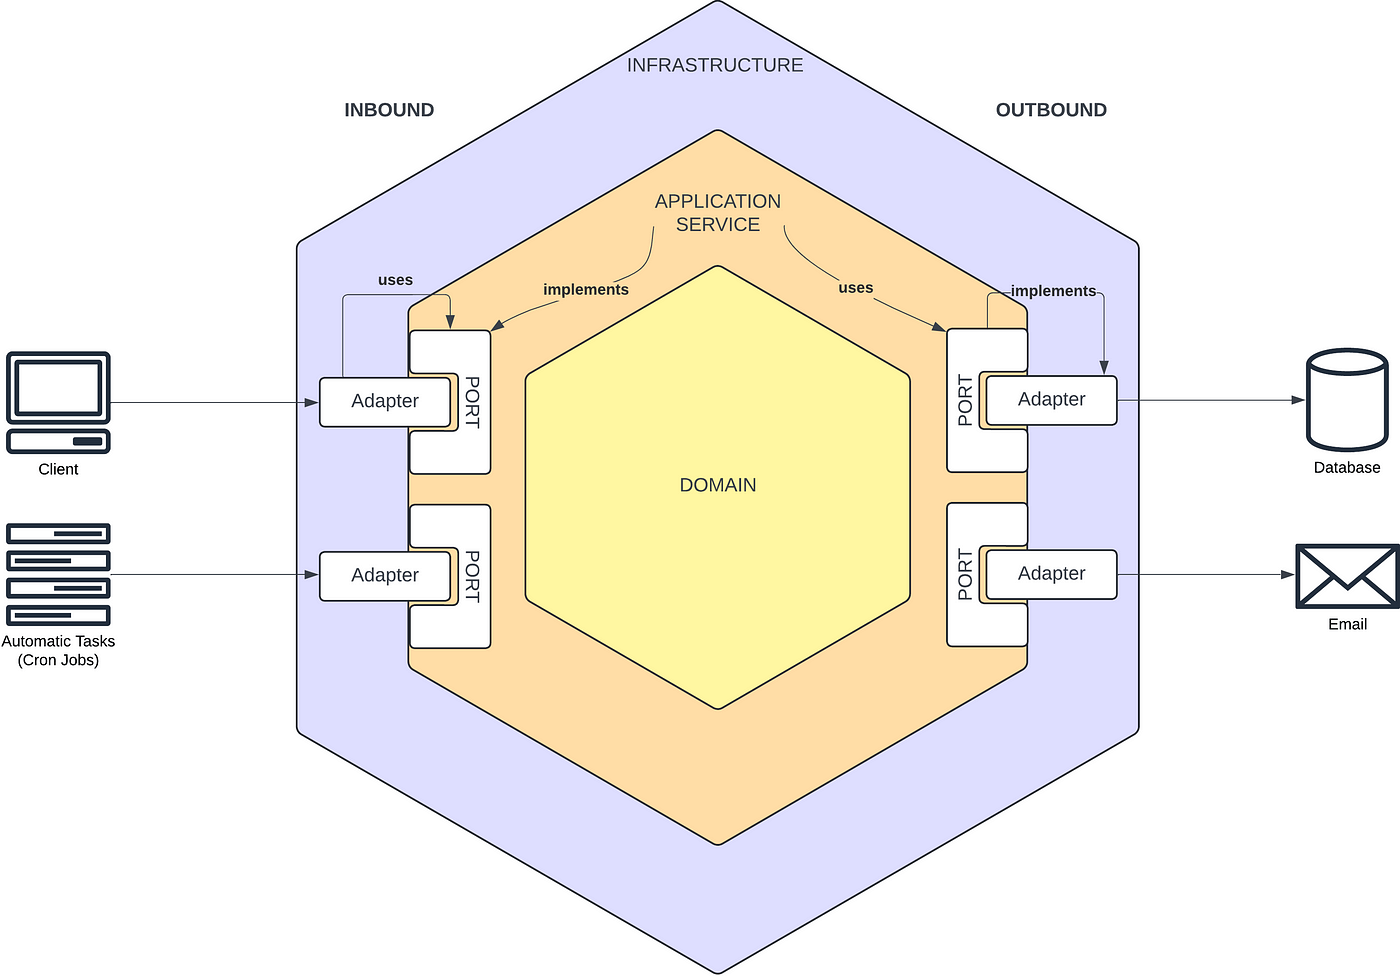 INFRASTRUCTURE
INBOUND
OUTBOUND
APPLICATION
SERVICE
uses
implements
uses
implements
Adapter
PORT
PORT
Adapter
Client
Database
DOMAIN
Adapter
PORT
PORT
Adapter
Automatic Tasks
(Cron Jobs)
Email